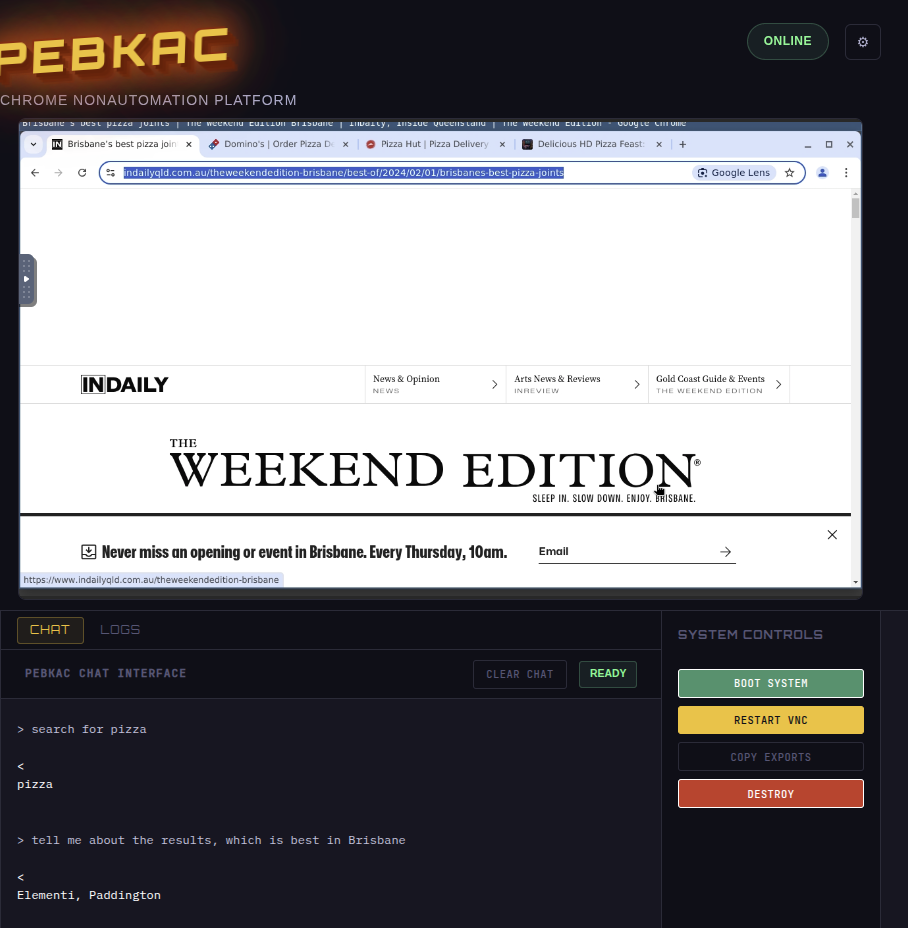 PEBKAC
ONLINE
CHROME NONAUTOMATION PLATFORM
Brisbane's best pizza joints | The Weekend Edition Brisbane | InDaily, Inside Queensland | The Weekend Edition - Google Chrome
IN Brisbane's best pizza join
Domino's | Order Pizza De
Pizza Hut | Pizza Delivery
Delicious HD Pizza Feast:
indailyqld.com.au/theweekendedition-brisbane/best-of/2024/02/01/brisbanes-best-pizza-joints
Google Lens
INDAILY
News & Opinion
NEWS
Arts News & Reviews
INREVIEW
Gold Coast Guide & Events
THE WEEKEND EDITION
THE
WEEKEND EDITION®
SLEEP IN. SLOW DOWN. ENJOY. BRISBANE.
Never miss an opening or event in Brisbane. Every Thursday, 10am.
Email
https://www.indailyqld.com.au/theweekendedition-brisbane
CHAT
LOGS
SYSTEM CONTROLS
PEBKAC CHAT INTERFACE
CLEAR CHAT
READY
BOOT SYSTEM
RESTART VNC
COPY EXPORTS
DESTROY
> search for pizza
<
pizza
> tell me about the results, which is best in Brisbane
<
Elementi, Paddington